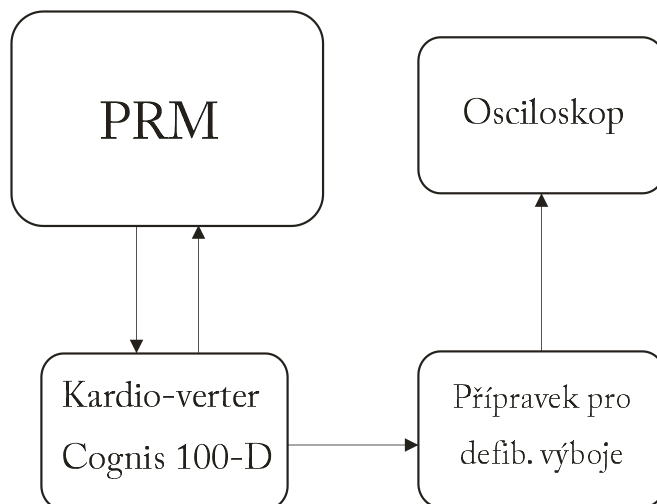 PRM
Osciloskop
Kardio-verter
Cognis 100-D
Přípravek pro
defib. výboje